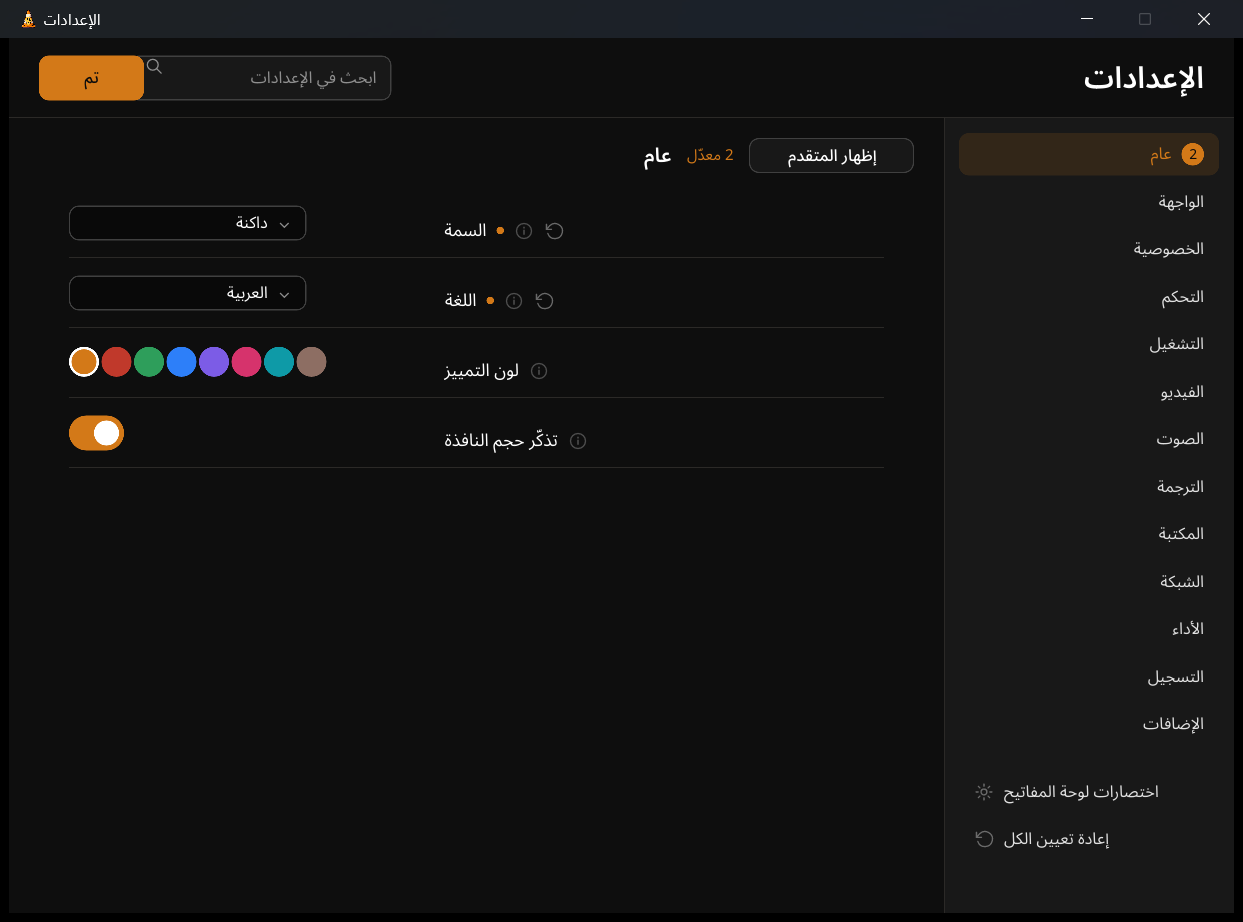 الإعدادات
الإعدادات
ابحث في الإعدادات
تم
2 عام
الواجهة
الخصوصية
التحكم
التشغيل
الفيديو
الصوت
الترجمة
المكتبة
الشبكة
الأداء
التسجيل
الإضافات
اختصارات لوحة المفاتيح
إعادة تعيين الكل
إظهار المتقدم
2 معدّل
عام
السمة
داكنة
اللغة
العربية
لون التمييز
تذكّر حجم النافذة